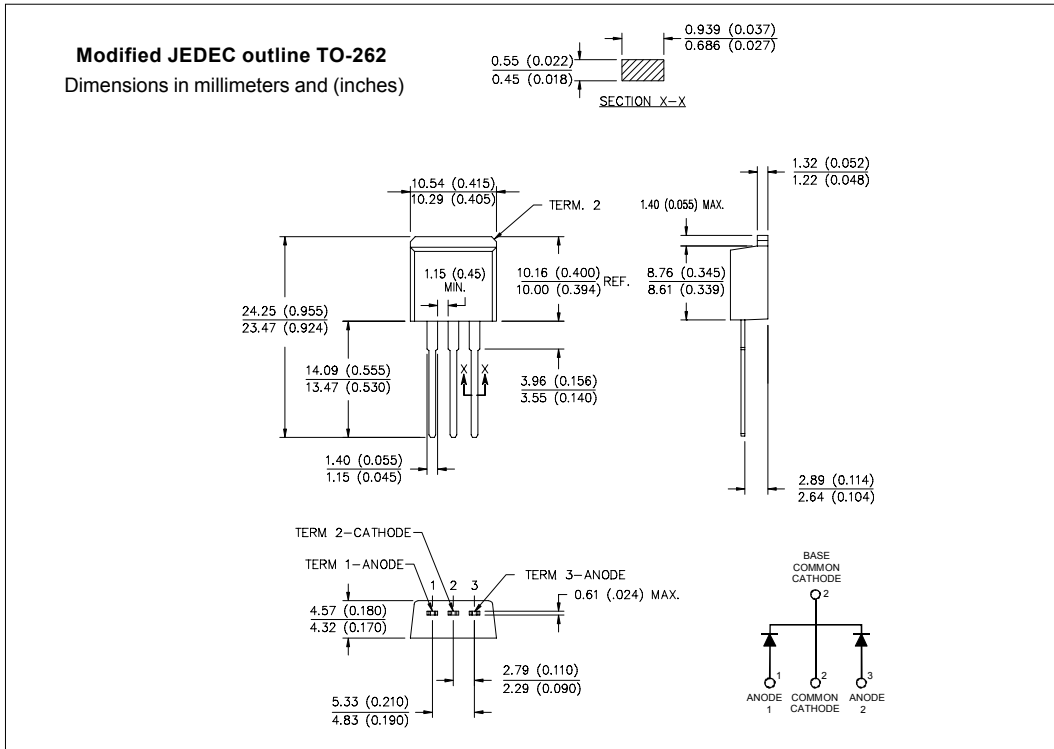 Modified JEDEC outline TO-262
Dimensions in millimeters and (inches)
0.939 (0.037)
0.686 (0.027)
0.55 (0.022)
0.45 (0.018)
SECTION X-X
1.32 (0.052)
1.22 (0.048)
10.54 (0.415)
10.29 (0.405)
TERM. 2
1.40 (0.055) MAX.
1.15 (0.45)
MIN.
10.16 (0.400)
10.00 (0.394)
REF.
8.76 (0.345)
8.61 (0.339)
24.25 (0.955)
23.47 (0.924)
14.09 (0.555)
13.47 (0.530)
X X
3.96 (0.156)
3.55 (0.140)
1.40 (0.055)
1.15 (0.045)
2.89 (0.114)
2.64 (0.104)
TERM 2-CATHODE
TERM 1-ANODE
TERM 3-ANODE
1 2 3
0.61 (.024) MAX.
4.57 (0.180)
4.32 (0.170)
2.79 (0.110)
2.29 (0.090)
5.33 (0.210)
4.83 (0.190)
BASE
COMMON
CATHODE
2
1 2 3
ANODE COMMON ANODE
1 CATHODE 2